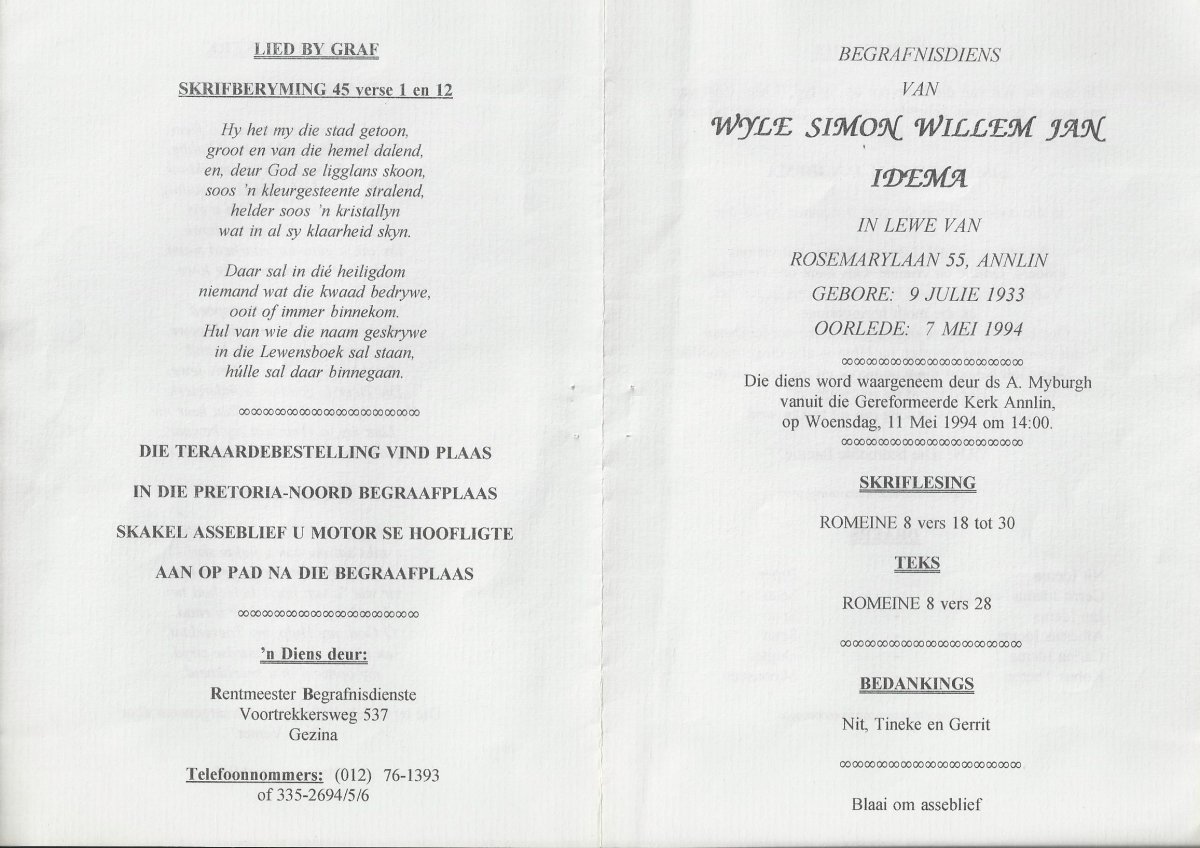 LIED BY GRAF
SKRIFBERYMING 45 verse 1 en 12
Hy het my die stad getoon,
groot en van die hemel dalend,
en, deur God se ligglans skoon,
soos 'n kleurgesteente stralend,
helder soos 'n kristallyn
wat in al sy klaarheid skyn.
Daar sal in dié heiligdom
niemand wat die kwaad bedrywe,
ooit of immer binnekom.
Hul van wie die naam geskrywe
in die Lewensboek sal staan,
húlle sal daar binnegaan.
∞∞∞∞∞∞∞∞∞∞∞∞∞∞∞
DIE TERAARDEBESTELLING VIND PLAAS
IN DIE PRETORIA-NOORD BEGRAAFPLAAS
SKAKEL ASSEBLIEF U MOTOR SE HOOFLIGTE
AAN OP PAD NA DIE BEGRAAFPLAAS
∞∞∞∞∞∞∞∞∞∞∞∞∞∞∞
'n Diens deur:
Rentmeester Begrafnisdienste
Voortrekkersweg 537
Gezina
Telefoonnommers: (012) 76-1393
of 335-2694/5/6
BEGRAFNISDIENS
VAN
WYLE SIMON WILLEM JAN
IDEMA
IN LEWE VAN
ROSEMARYLAAN 55, ANNLIN
GEBORE: 9 JULIE 1933
OORLEDE: 7 MEI 1994
∞∞∞∞∞∞∞∞∞∞∞∞∞∞∞
Die diens word waargeneem deur ds A. Myburgh
vanuit die Gereformeerde Kerk Annlin,
op Woensdag, 11 Mei 1994 om 14:00.
∞∞∞∞∞∞∞∞∞∞∞∞∞∞∞
SKRIFLESING
ROMEINE 8 vers 18 tot 30
TEKS
ROMEINE 8 vers 28
∞∞∞∞∞∞∞∞∞∞∞∞∞∞∞
BEDANKINGS
Nit, Tineke en Gerrit
∞∞∞∞∞∞∞∞∞∞∞∞∞∞∞
Blaai om asseblief